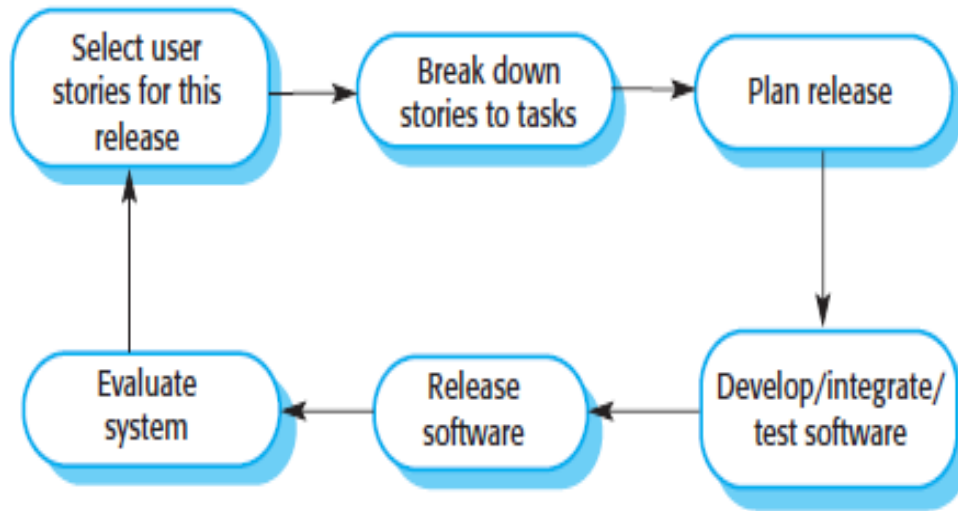 Select user
stories for this
release
Break down
stories to tasks
Plan release
Evaluate
system
Release
software
Develop/integrate/
test software